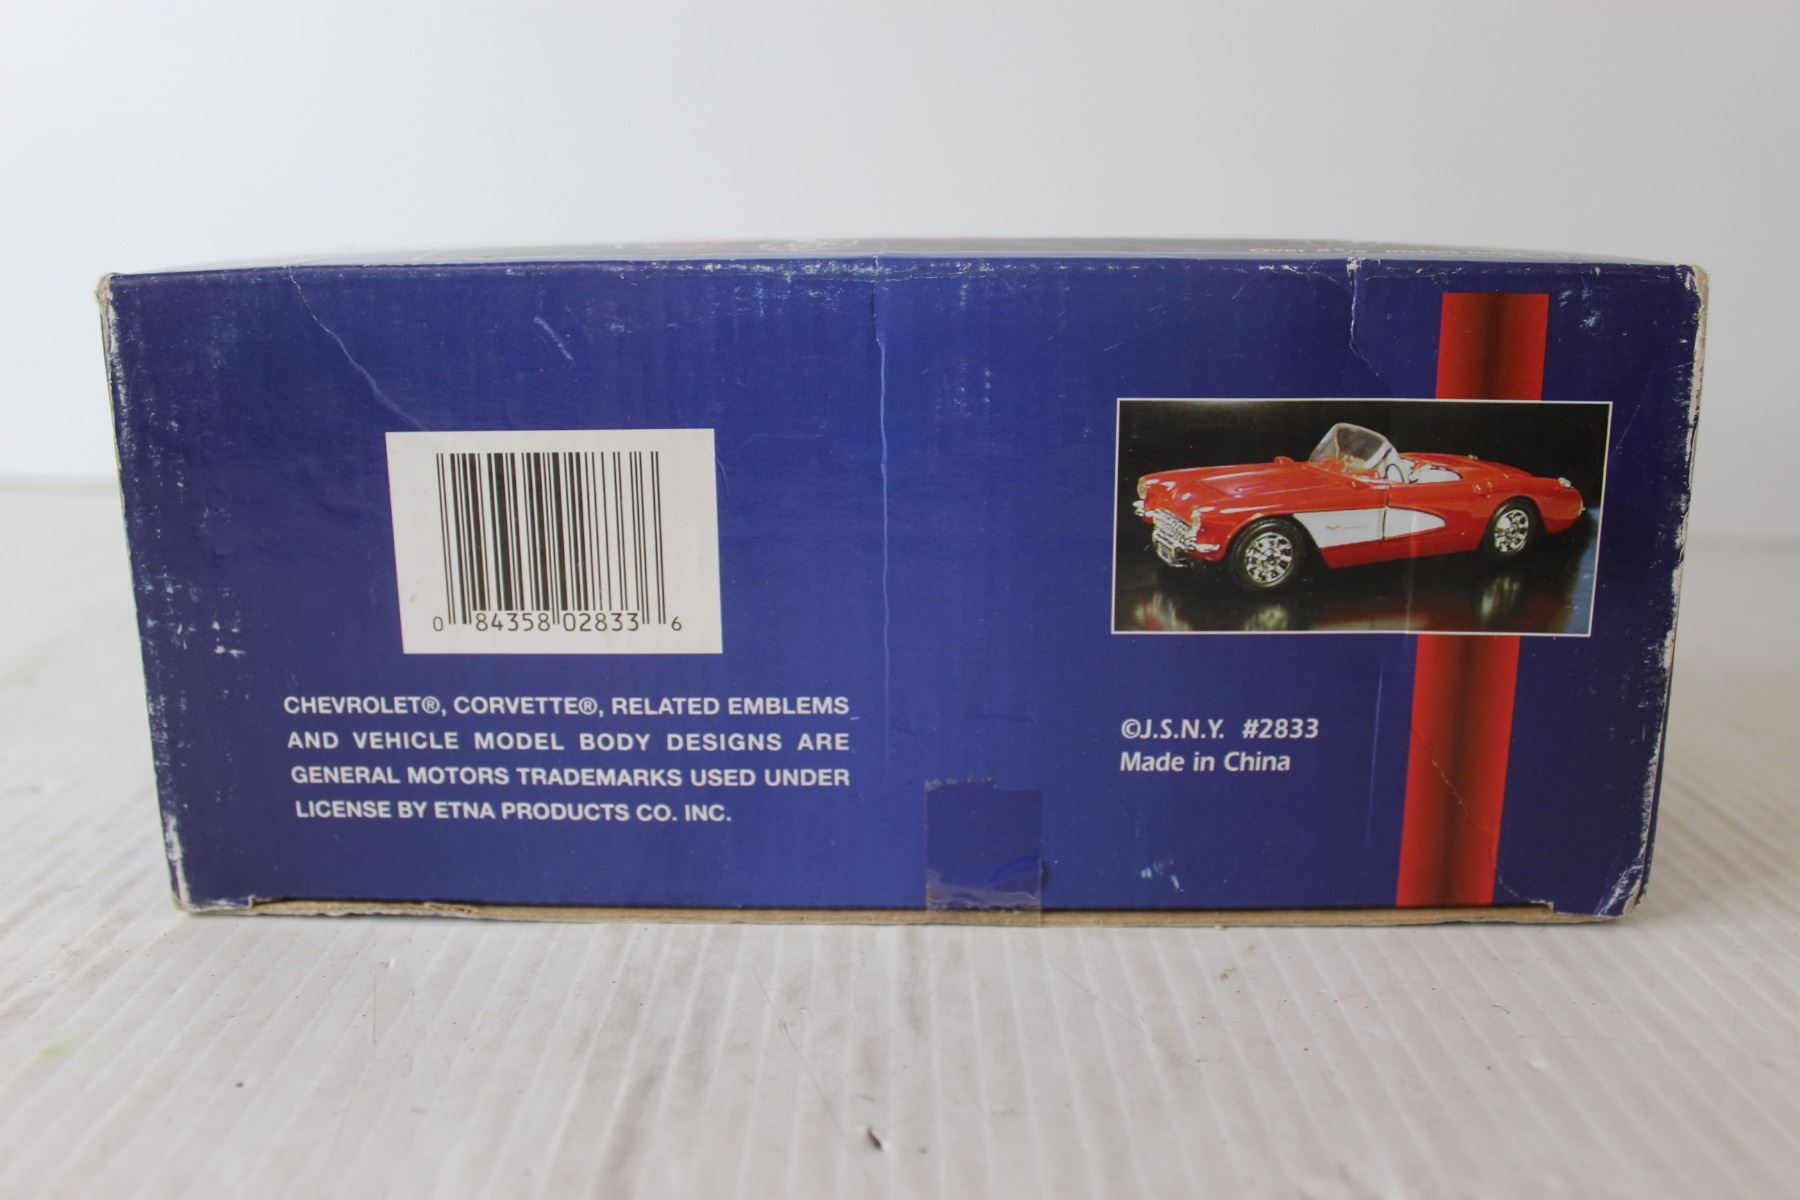 0 84358 02833 6
CHEVROLET®, CORVETTE®, RELATED EMBLEMS
AND VEHICLE MODEL BODY DESIGNS ARE
GENERAL MOTORS TRADEMARKS USED UNDER
LICENSE BY ETNA PRODUCTS CO. INC.
©J.S.N.Y. #2833
Made in China